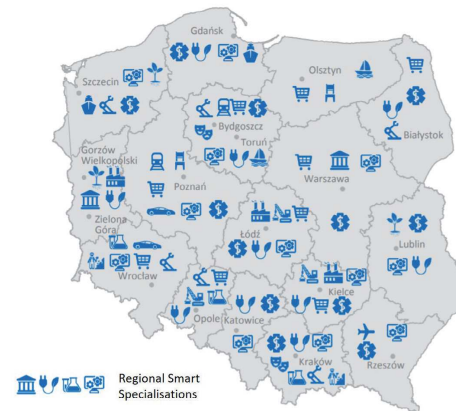 Gdańsk
Szczecin
Olsztyn
Bydgoszcz
Toruń
Białystok
Gorzów
Wielkopolski
Poznań
Warszawa
Zielona
Góra
Łódź
Lublin
Wrocław
Kielce
Opole
Katowice
Kraków
Rzeszów
Regional Smart
Specialisations